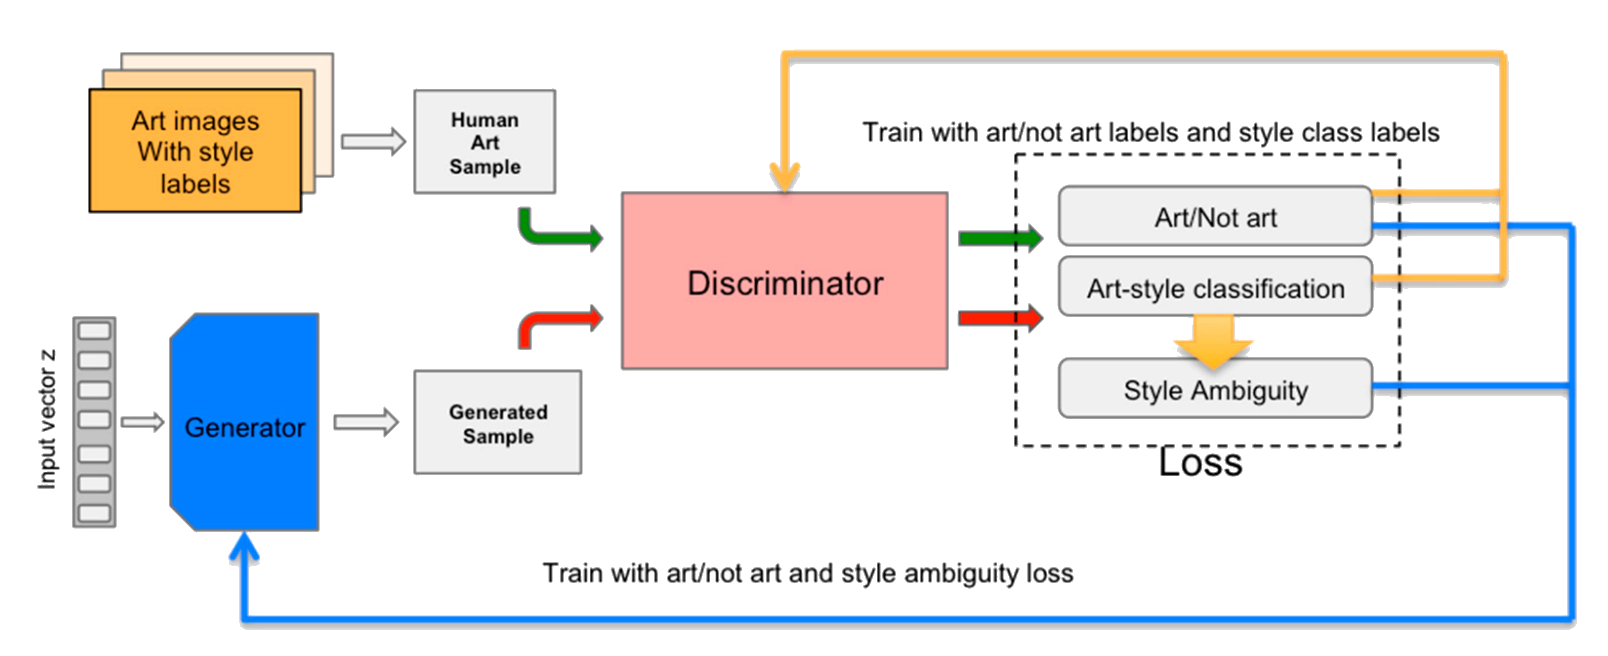 Art images
With style
labels
Human
Art
Sample
Train with art/not art labels and style class labels
Discriminator
Art/Not art
Art-style classification
Style Ambiguity
Loss
Input vector z
Generator
Generated
Sample
Train with art/not art and style ambiguity loss